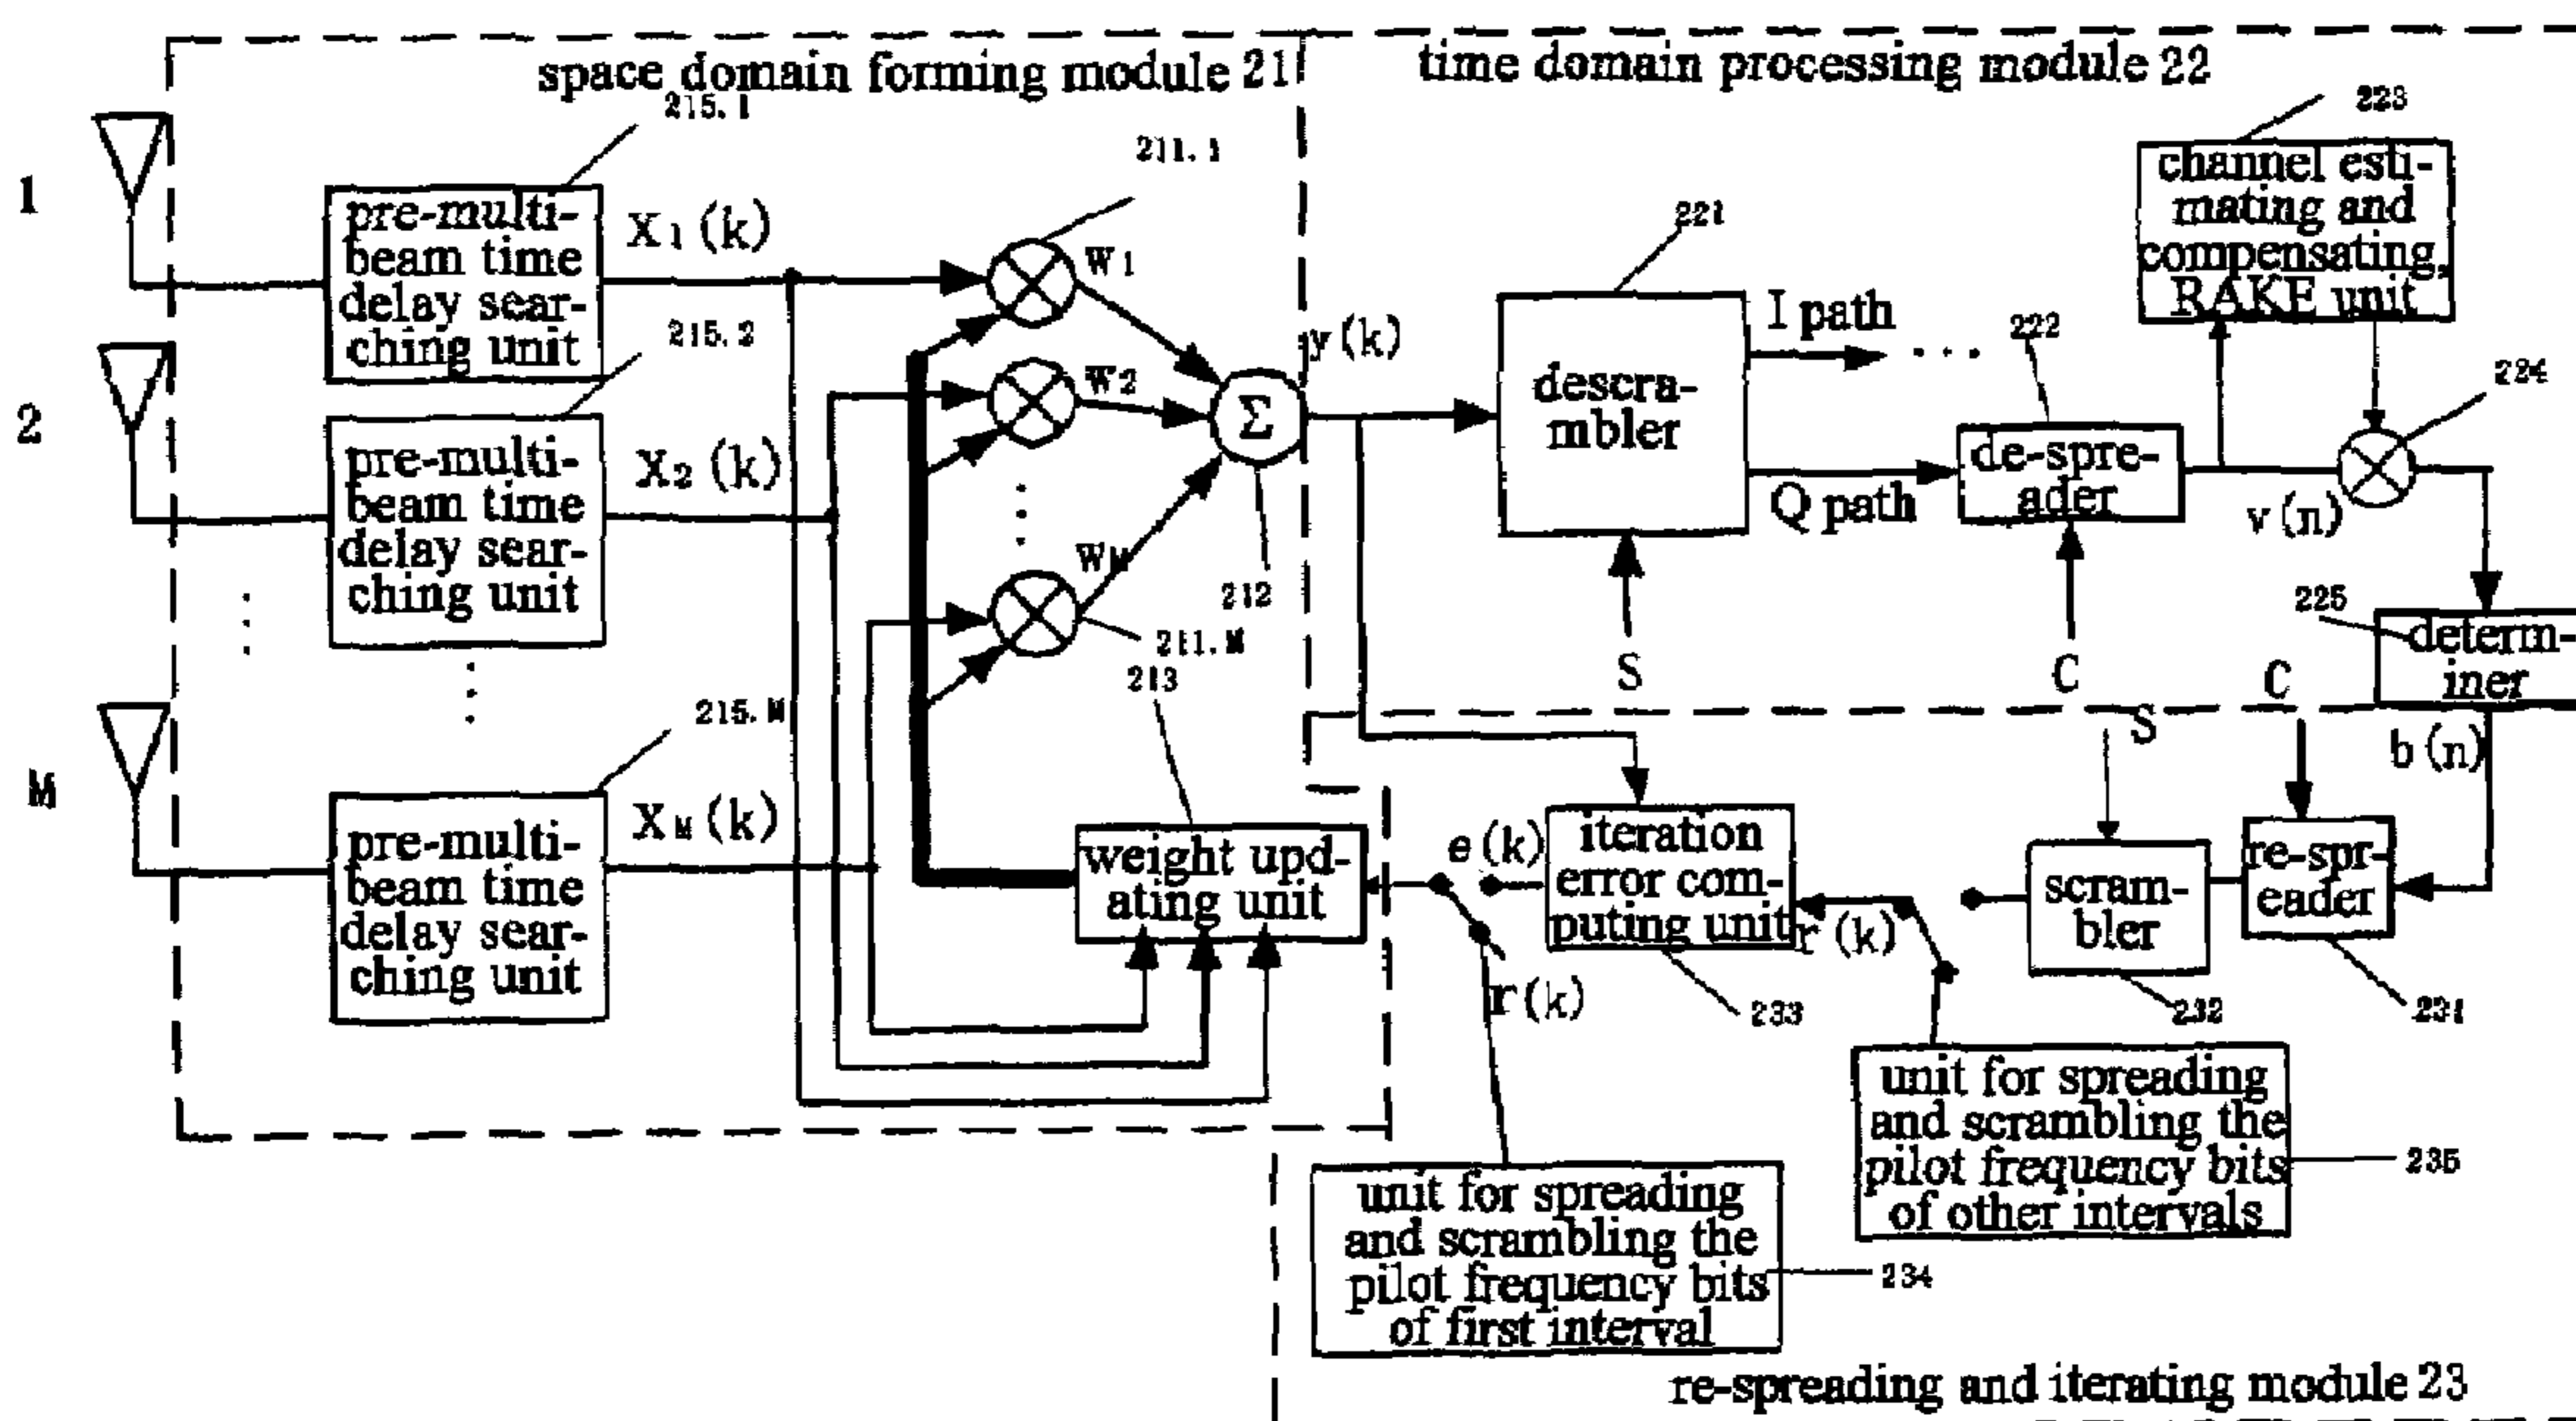 space domain forming module 21
time domain processing module 22
215.1
211.1
223
1
pre-multi-
beam time
delay sear-
ching unit
X1(k)
W1
221
channel esti-
mating and
compensating,
RAKE unit
2
215.2
pre-multi-
beam time
delay sear-
ching unit
X2(k)
W2
Σ
y(k)
descra-
mbler
I path
...
Q path
222
de-spre-
ader
v(n)
224
WM
212
211.M
213
S
C
C
225
determ-
iner
M
215.M
pre-multi-
beam time
delay sear-
ching unit
XM(k)
weight upd-
ating unit
e(k)
r(k)
iteration
error com-
puting unit
r(k)
S
scram-
bler
re-spr-
eader
b(n)
233
232
231
unit for spreading
and scrambling the
pilot frequency bits
of other intervals
235
unit for spreading
and scrambling the
pilot frequency bits
of first interval
234
re-spreading and iterating module 23